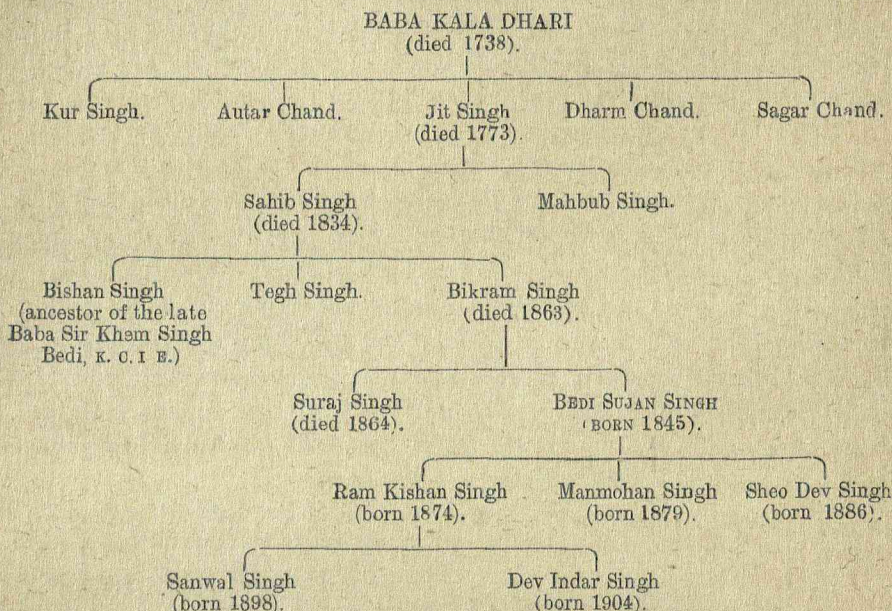 BABA KALA DHARI
(died 1738).
Kur Singh. Autar Chand. Jit Singh Dharm Chand. Sagar Chand.
(died 1773).
Sahib Singh Mahbub Singh.
(died 1834).
Bishan Singh Tegh Singh. Bikram Singh
(ancestor of the late (died 1863).
Baba Sir Khem Singh
Bedi, K. C. I E.)
Suraj Singh BEDI SUJAN SINGH
(died 1864). (BORN 1845).
Ram Kishan Singh Manmohan Singh Sheo Dev Singh
(born 1874). (born 1879). (born 1886).
Sanwal Singh Dev Indar Singh
(born 1898). (born 1904).